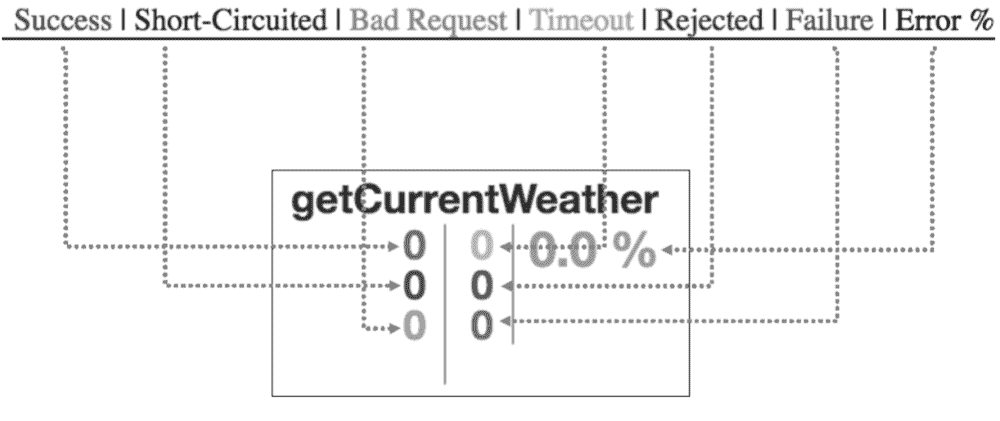 Success | Short-Circuited | Bad Request | Timeout | Rejected | Failure | Error %
getCurrentWeather
0 0 0.0 %
0 0
0 0